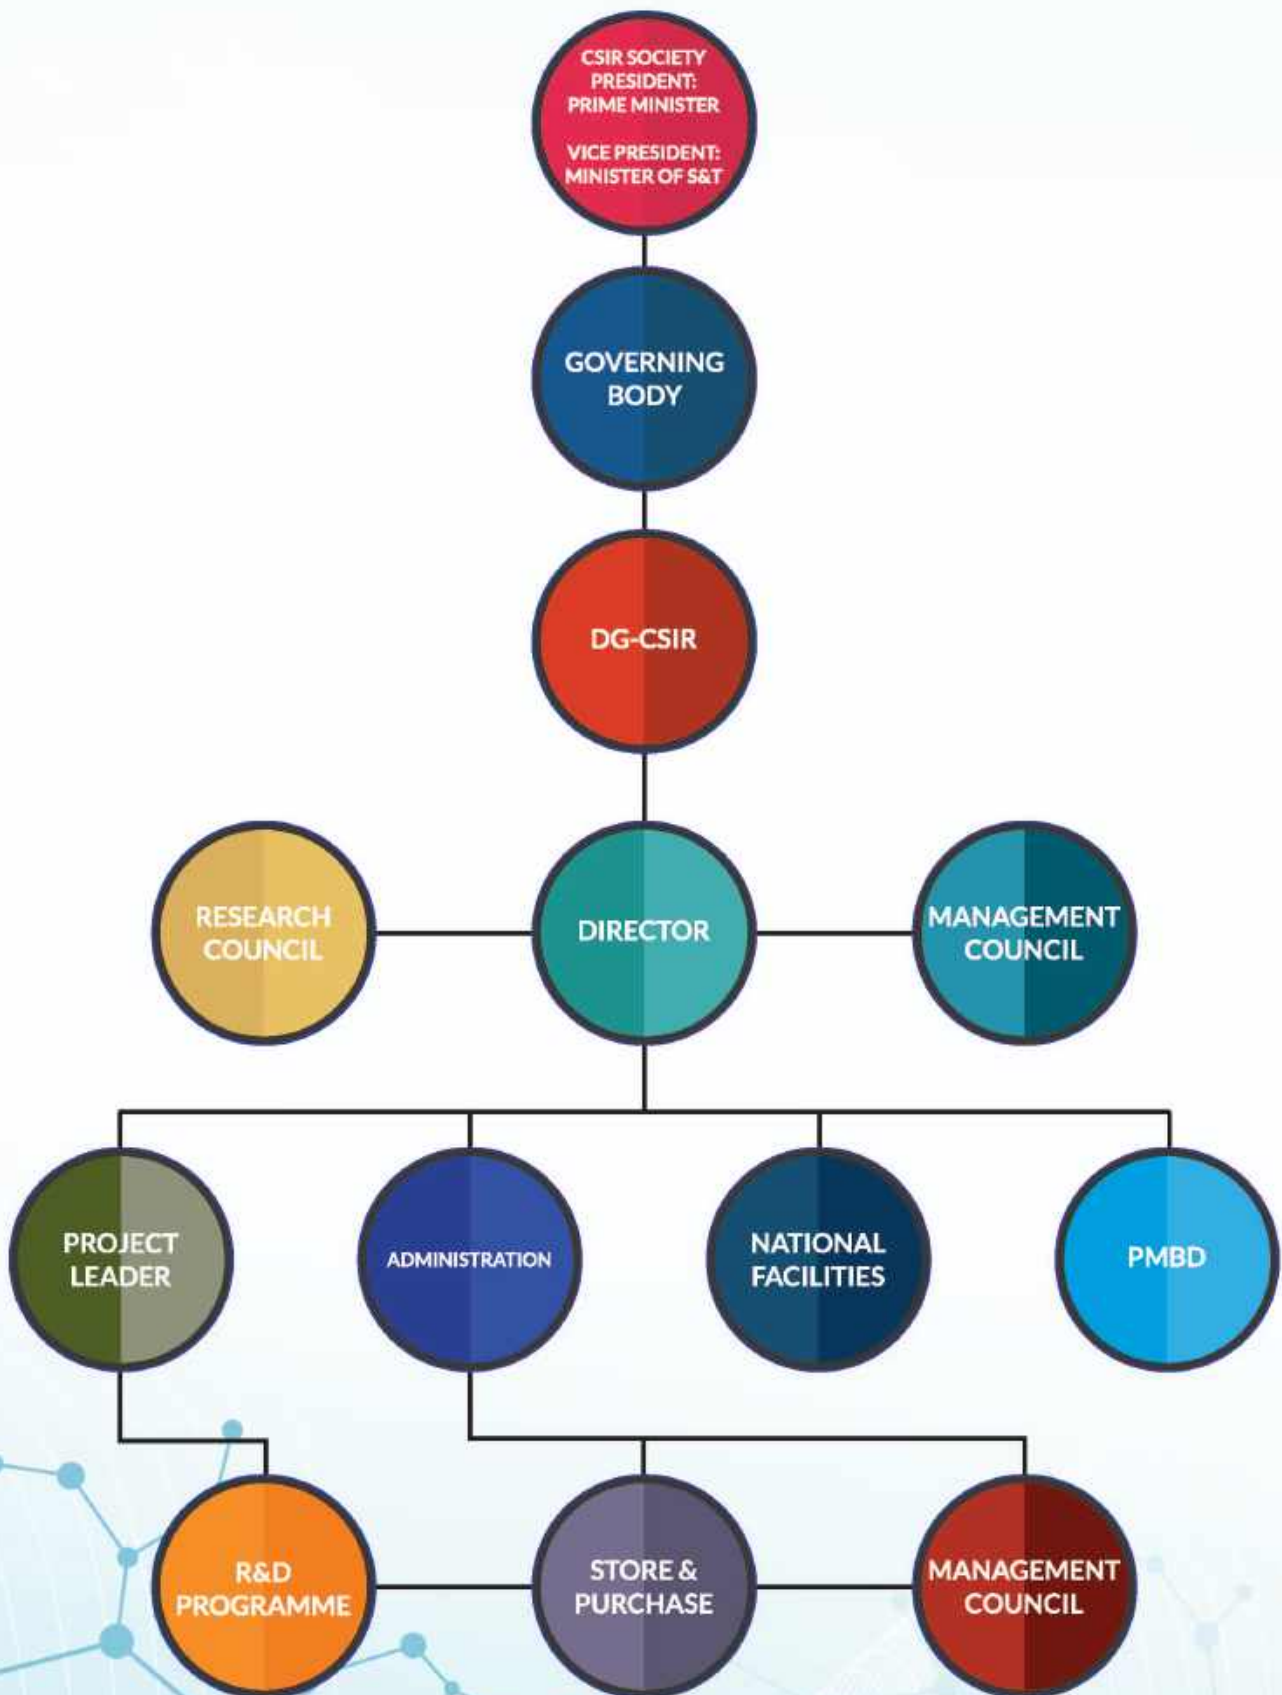 CSIR SOCIETY
PRESIDENT:
PRIME MINISTER
VICE PRESIDENT:
MINISTER OF S&T
GOVERNING
BODY
DG-CSIR
RESEARCH
COUNCIL
DIRECTOR
MANAGEMENT
COUNCIL
PROJECT
LEADER
ADMINISTRATION
NATIONAL
FACILITIES
PMBD
R&D
PROGRAMME
STORE &
PURCHASE
MANAGEMENT
COUNCIL